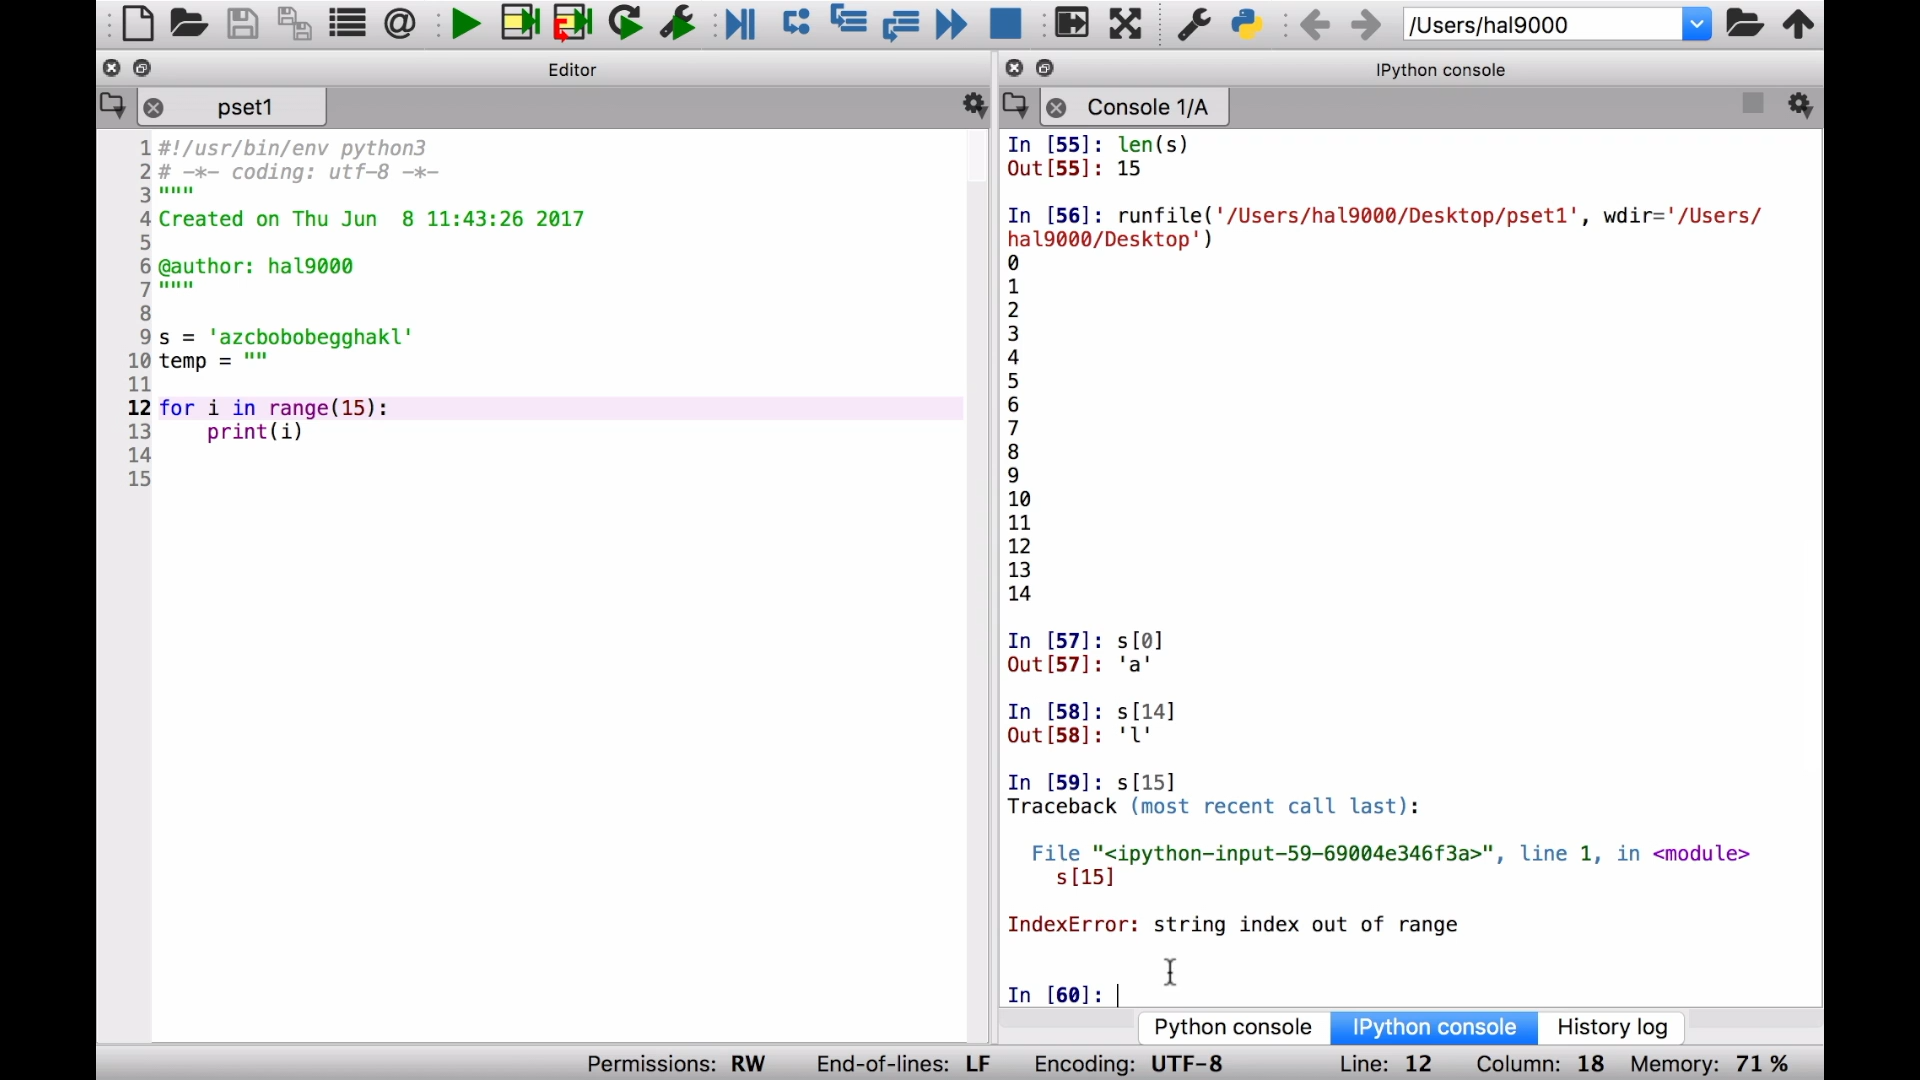 /Users/hal9000
Editor
IPython console
pset1
Console 1/A
1 #!/usr/bin/env python3
2 # -*- coding: utf-8 -*-
3 """
4 Created on Thu Jun  8 11:43:26 2017
5
6 @author: hal9000
7 """
8
9 s = 'azcbobobegghakl'
10 temp = ""
11
12 for i in range(15):
13     print(i)
14
15
In [55]: len(s)
Out[55]: 15
In [56]: runfile('/Users/hal9000/Desktop/pset1', wdir='/Users/
hal9000/Desktop')
0
1
2
3
4
5
6
7
8
9
10
11
12
13
14
In [57]: s[0]
Out[57]: 'a'
In [58]: s[14]
Out[58]: 'l'
In [59]: s[15]
Traceback (most recent call last):
File "<ipython-input-59-69004e346f3a>", line 1, in <module>
s[15]
IndexError: string index out of range
In [60]:
Python console IPython console History log
Permissions: RW End-of-lines: LF Encoding: UTF-8 Line: 12 Column: 18 Memory: 71 %